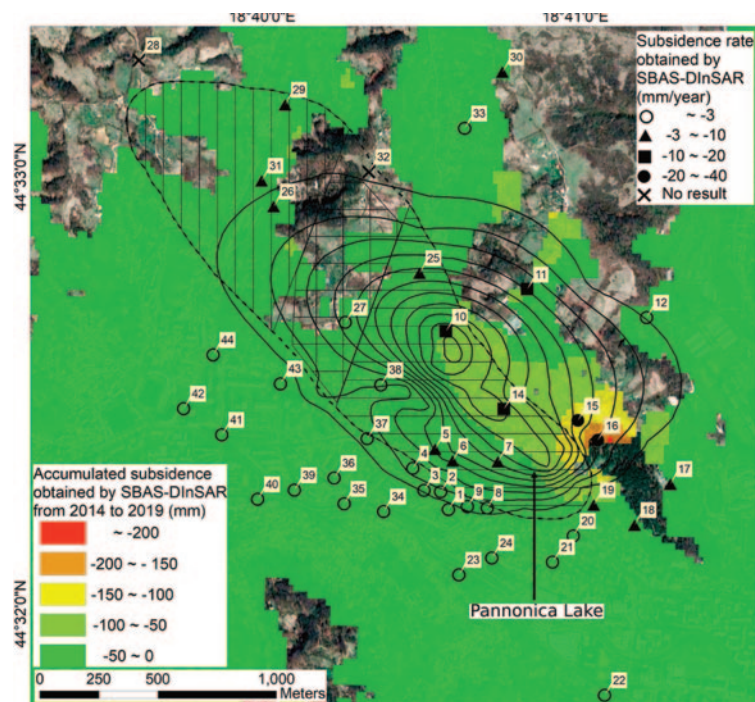 18°40'0"E
18°41'0"E
44°33'0"N
44°32'0"N
Subsidence rate
obtained by
SBAS-DInSAR
(mm/year)
~ -3
-3 ~ -10
-10 ~ -20
-20 ~ -40
No result
28
30
29
33
32
31
26
25
11
27
12
10
44
38
43
14
42
15
41
37
16
5
4
6
7
36
17
40
39
3
2
35
34
1
9
8
19
18
20
24
21
23
Pannonica Lake
22
Accumulated subsidence
obtained by SBAS-DInSAR
from 2014 to 2019 (mm)
~ -200
-200 ~ - 150
-150 ~ -100
-100 ~ -50
-50 ~ 0
0 250 500 1,000
Meters